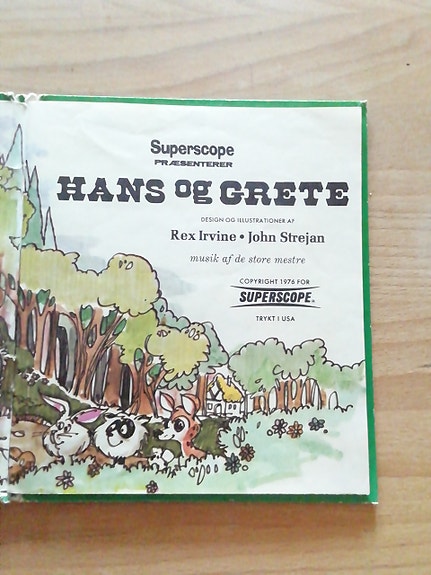 Superscope
PRÆSENTERER
HANS og GRETE
DESIGN OG ILLUSTRATIONER AF
Rex Irvine • John Strejan
musik af de store mestre
COPYRIGHT 1976 FOR
SUPERSCOPE®
TRYKT I USA